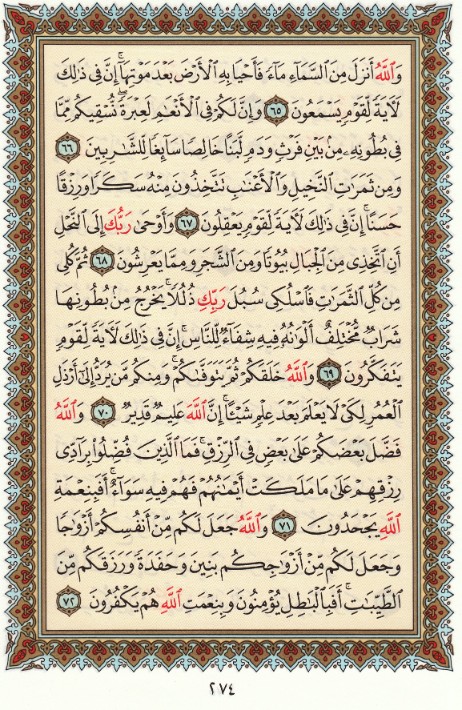 وَٱللَّهُ أَنزَلَ مِنَ ٱلسَّمَآءِ مَآءً فَأَحْيَا بِهِ ٱلْأَرْضَ بَعْدَ مَوْتِهَآ ۚ إِنَّ فِى ذَٰلِكَ
لَءَايَةً لِّقَوْمٍ يَسْمَعُونَ ٦٥ وَإِنَّ لَكُمْ فِى ٱلْأَنْعَٰمِ لَعِبْرَةً ۖ نُّسْقِيكُم مِّمَّا
فِى بُطُونِهِۦ مِنۢ بَيْنِ فَرْثٍ وَدَمٍ لَّبَنًا خَالِصًا سَآئِغًا لِّلشَّٰرِبِينَ ٦٦
وَمِن ثَمَرَٰتِ ٱلنَّخِيلِ وَٱلْأَعْنَٰبِ تَتَّخِذُونَ مِنْهُ سَكَرًا وَرِزْقًا
حَسَنًا ۗ إِنَّ فِى ذَٰلِكَ لَءَايَةً لِّقَوْمٍ يَعْقِلُونَ ٦٧ وَأَوْحَىٰ رَبُّكَ إِلَى ٱلنَّحْلِ
أَنِ ٱتَّخِذِى مِنَ ٱلْجِبَالِ بُيُوتًا وَمِنَ ٱلشَّجَرِ وَمِمَّا يَعْرِشُونَ ٦٨ ثُمَّ كُلِى
مِن كُلِّ ٱلثَّمَرَٰتِ فَٱسْلُكِى سُبُلَ رَبِّكِ ذُلُلًا ۚ يَخْرُجُ مِنۢ بُطُونِهَا
شَرَابٌ مُّخْتَلِفٌ أَلْوَٰنُهُۥ فِيهِ شِفَآءٌ لِّلنَّاسِ ۗ إِنَّ فِى ذَٰلِكَ لَءَايَةً لِّقَوْمٍ
يَتَفَكَّرُونَ ٦٩ وَٱللَّهُ خَلَقَكُمْ ثُمَّ يَتَوَفَّىٰكُمْ ۚ وَمِنكُم مَّن يُرَدُّ إِلَىٰٓ أَرْذَلِ
ٱلْعُمُرِ لِكَىْ لَا يَعْلَمَ بَعْدَ عِلْمٍ شَيْـًٔا ۚ إِنَّ ٱللَّهَ عَلِيمٌ قَدِيرٌ ٧٠ وَٱللَّهُ
فَضَّلَ بَعْضَكُمْ عَلَىٰ بَعْضٍ فِى ٱلرِّزْقِ ۚ فَمَا ٱلَّذِينَ فُضِّلُوا۟ بِرَآدِّى
رِزْقِهِمْ عَلَىٰ مَا مَلَكَتْ أَيْمَٰنُهُمْ فَهُمْ فِيهِ سَوَآءٌ ۚ أَفَبِنِعْمَةِ
ٱللَّهِ يَجْحَدُونَ ٧١ وَٱللَّهُ جَعَلَ لَكُم مِّنْ أَنفُسِكُمْ أَزْوَٰجًا
وَجَعَلَ لَكُم مِّنْ أَزْوَٰجِكُم بَنِينَ وَحَفَدَةً وَرَزَقَكُم مِّنَ
ٱلطَّيِّبَٰتِ ۚ أَفَبِٱلْبَٰطِلِ يُؤْمِنُونَ وَبِنِعْمَتِ ٱللَّهِ هُمْ يَكْفُرُونَ ٧٢
٢٧٤